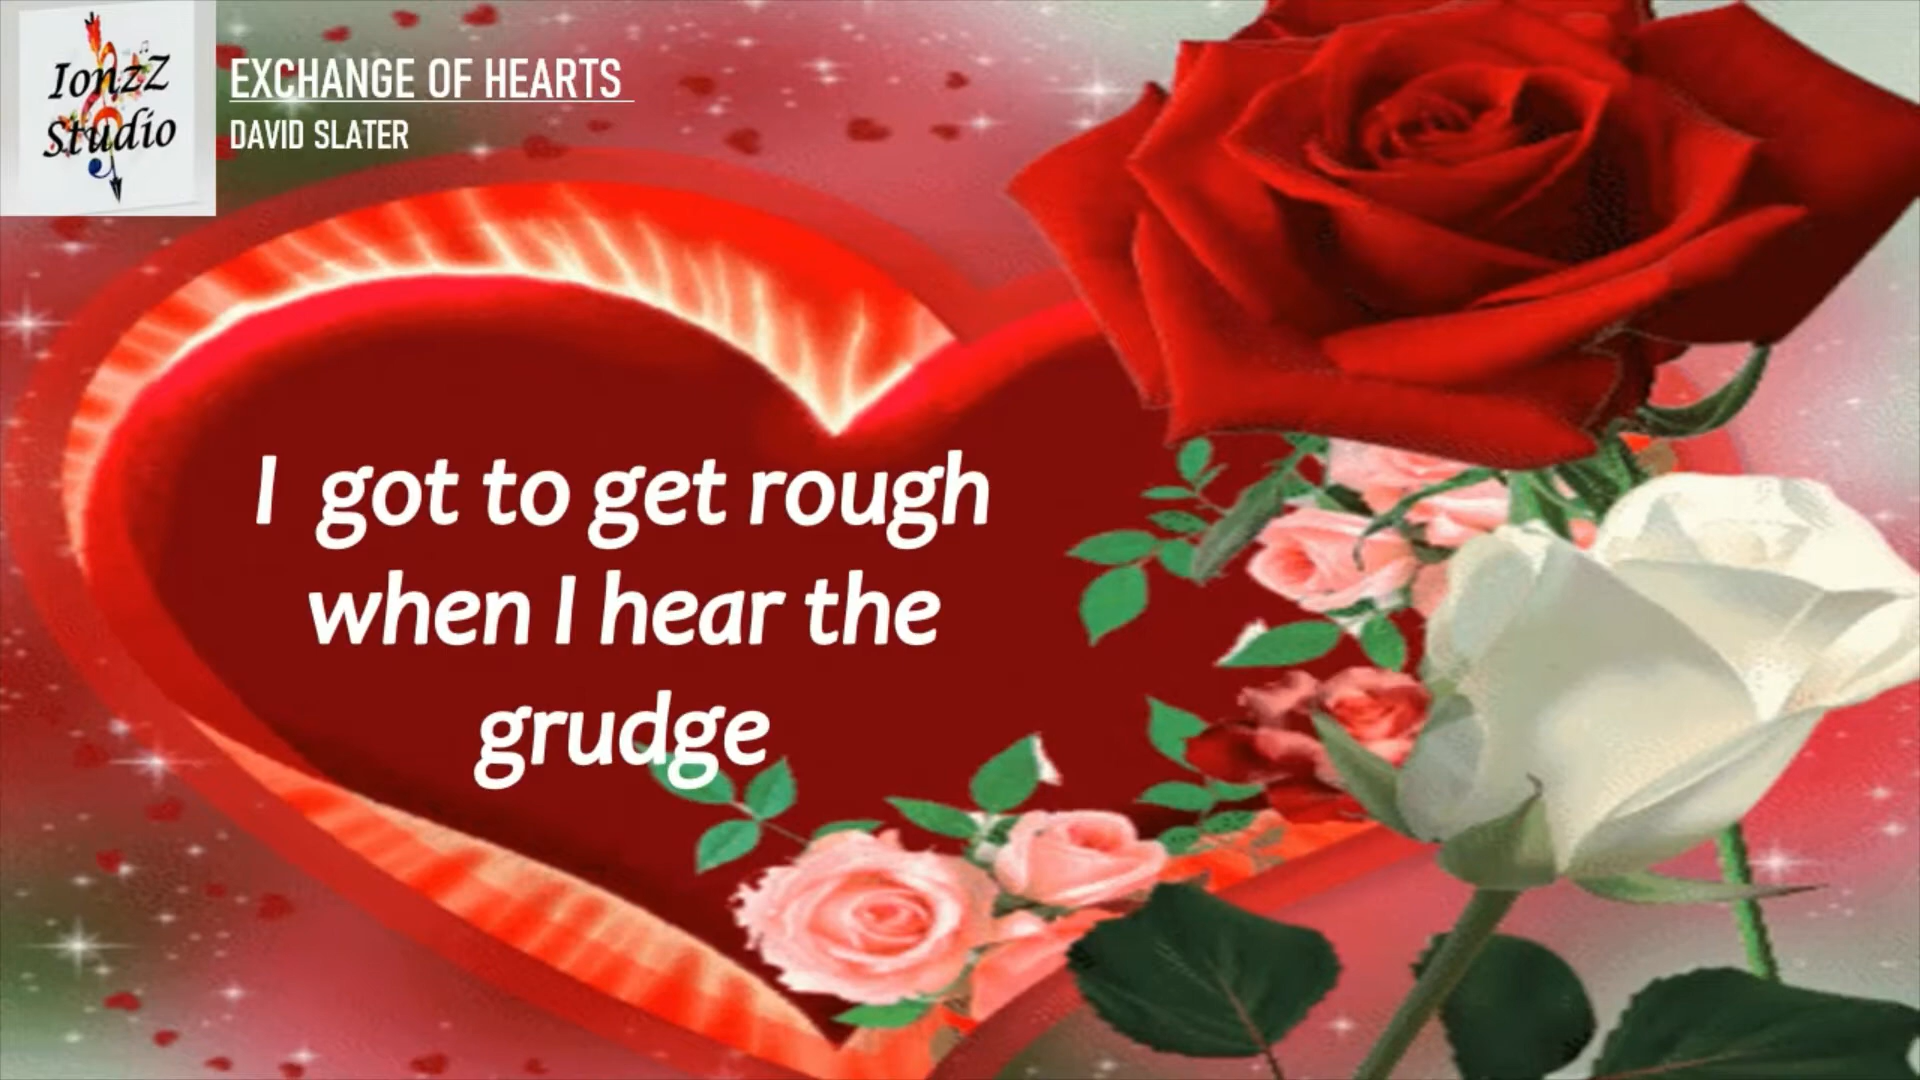 IonzZ
Studio
EXCHANGE OF HEARTS
DAVID SLATER
I got to get rough
when I hear the
grudge